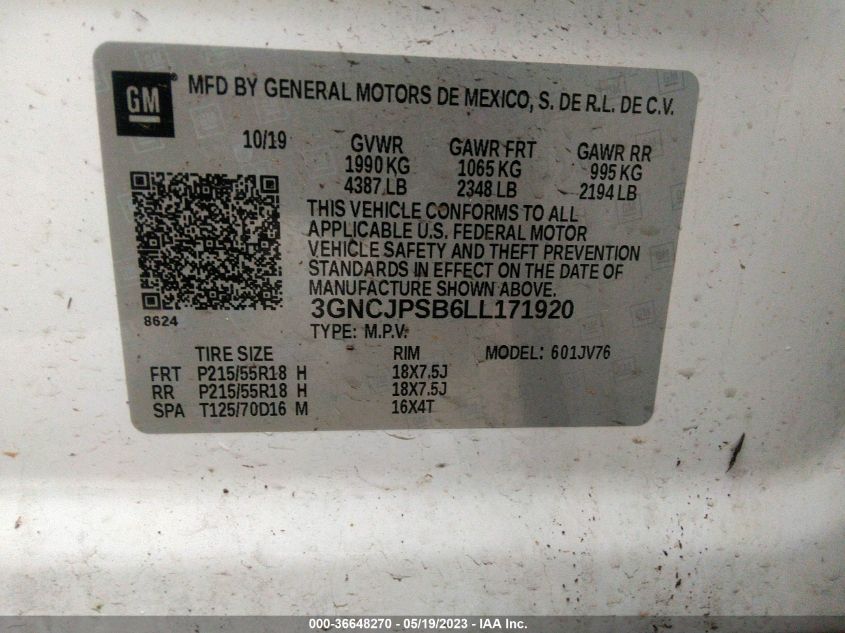 GM ® MFD BY GENERAL MOTORS DE MEXICO, S. DE R.L. DE C.V.
10/19 GVWR GAWR FRT GAWR RR
1990 KG 1065 KG 995 KG
4387 LB 2348 LB 2194 LB
THIS VEHICLE CONFORMS TO ALL
APPLICABLE U.S. FEDERAL MOTOR
VEHICLE SAFETY AND THEFT PREVENTION
STANDARDS IN EFFECT ON THE DATE OF
MANUFACTURE SHOWN ABOVE.
8624
3GNCJPSB6LL171920
TYPE: M.P.V.
TIRE SIZE RIM MODEL: 601JV76
FRT P215/55R18 H 18X7.5J
RR P215/55R18 H 18X7.5J
SPA T125/70D16 M 16X4T
000-36648270 - 05/19/2023 - IAA Inc.